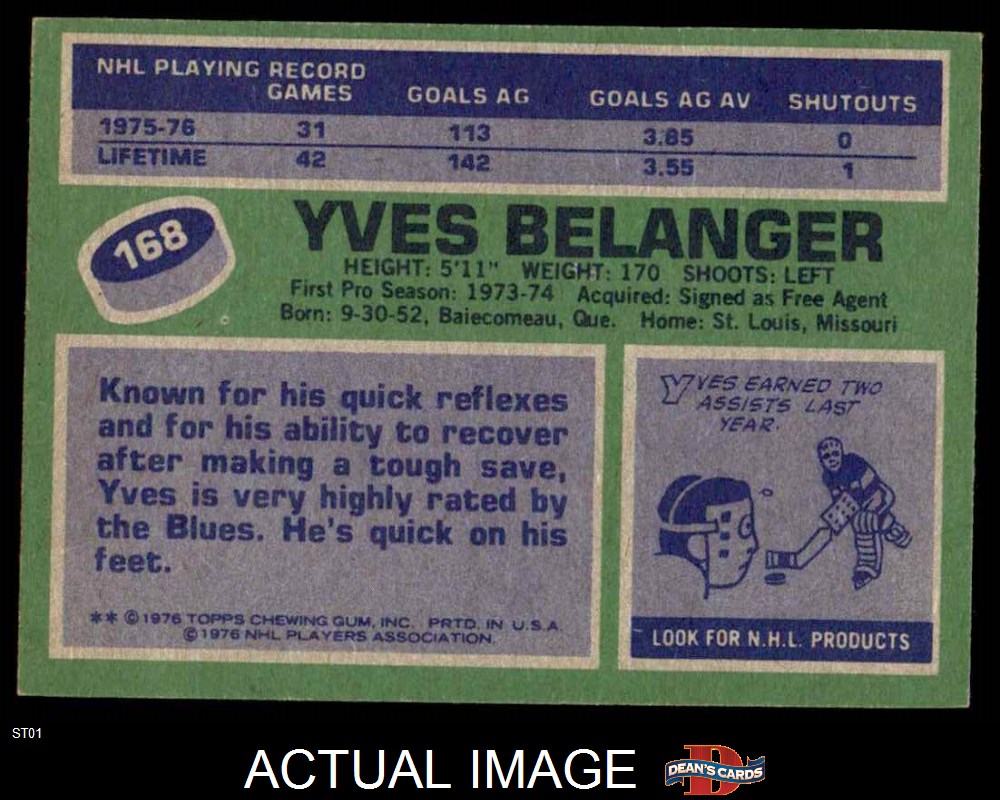 NHL PLAYING RECORD
GAMES GOALS AG GOALS AG AV SHUTOUTS
1975-76 31 113 3.85 0
LIFETIME 42 142 3.55 1
168
YVES BELANGER
HEIGHT: 5'11" WEIGHT: 170 SHOOTS: LEFT
First Pro Season: 1973-74 Acquired: Signed as Free Agent
Born: 9-30-52, Baiecomeau, Que. Home: St. Louis, Missouri
Known for his quick reflexes
and for his ability to recover
after making a tough save,
Yves is very highly rated by
the Blues. He's quick on his
feet.
** ©1976 TOPPS CHEWING GUM, INC. PRTD. IN U.S.A.
©1976 NHL PLAYERS ASSOCIATION.
YVES EARNED TWO
ASSISTS LAST
YEAR.
LOOK FOR N.H.L. PRODUCTS
ST01
ACTUAL IMAGE
D
DEAN'S CARDS